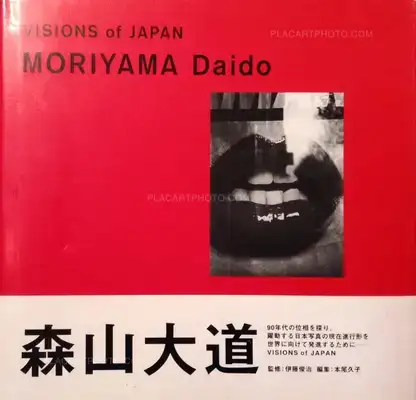 PLACARTPHOTO.COM
VISIONS of JAPAN
MORIYAMA Daido
PLACARTPHOTO.COM
PLACARTPHOTO.COM
森山大道
90年代の位相を探り、
躍動する日本写真の現在進行形を
世界に向けて発進するために──
VISIONS of JAPAN
監修：伊藤俊治 編集：本尾久子